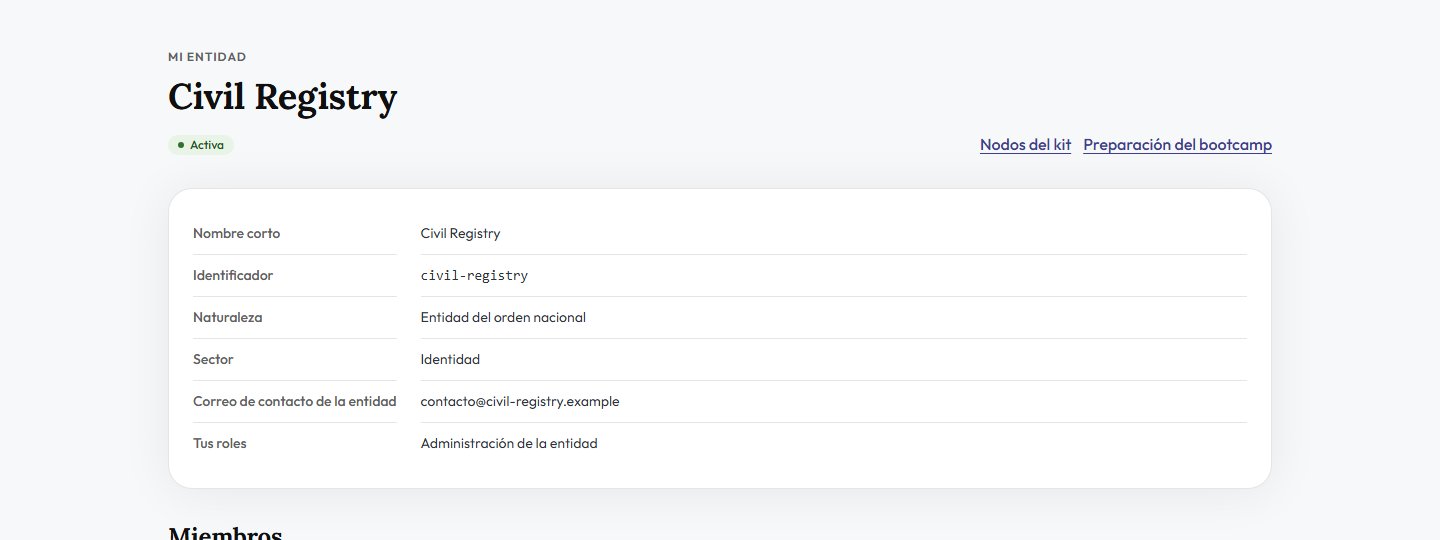 MI ENTIDAD
Civil Registry
Activa
Nodos del kit Preparación del bootcamp
Nombre corto Civil Registry
Identificador civil-registry
Naturaleza Entidad del orden nacional
Sector Identidad
Correo de contacto de la entidad contacto@civil-registry.example
Tus roles Administración de la entidad
Miembros